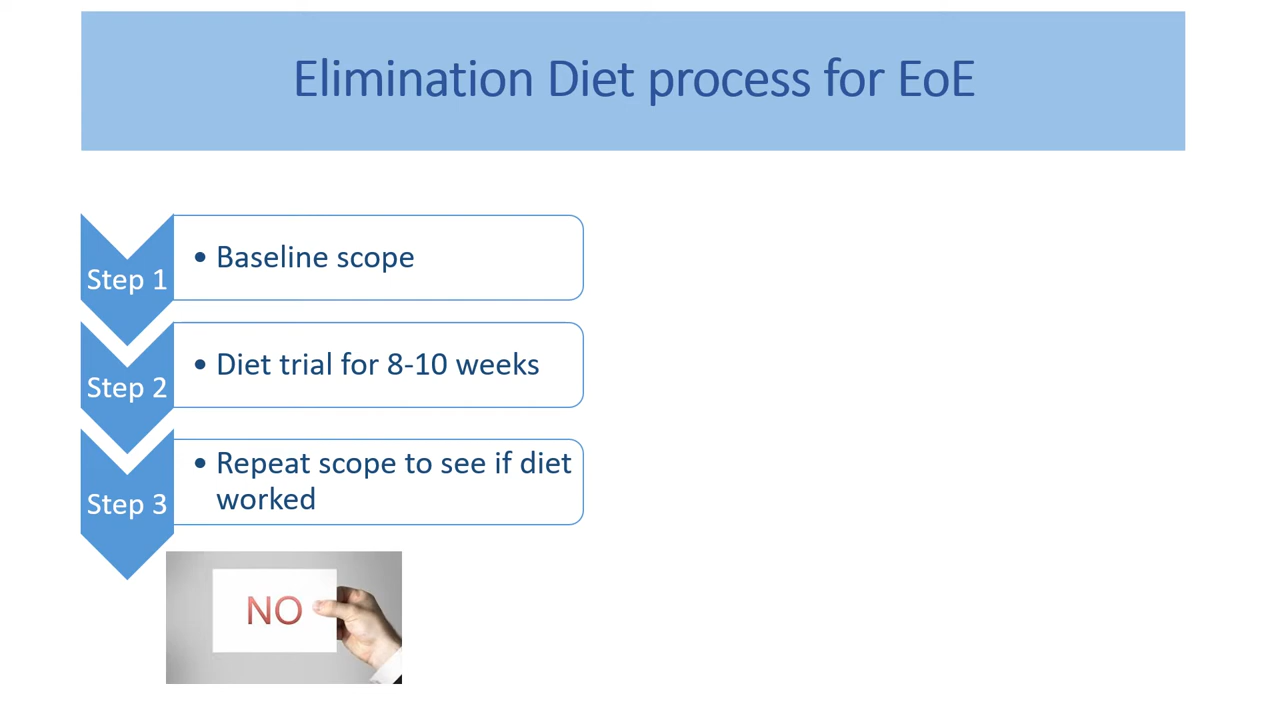 Elimination Diet process for EoE
Step 1
• Baseline scope
Step 2
• Diet trial for 8-10 weeks
Step 3
• Repeat scope to see if diet
worked
NO